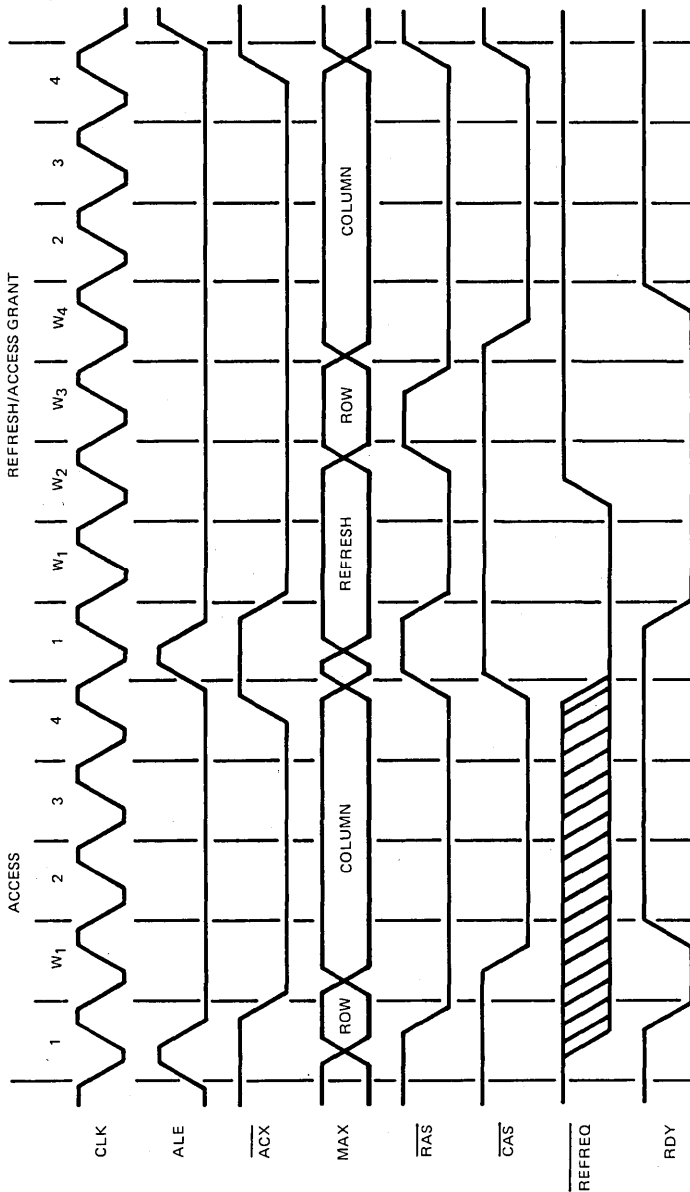 ACCESS
REFRESH/ACCESS GRANT
1 W1 2 3 4 1 W1 W2 W3 W4 2 3 4
CLK
ALE
ACX
MAX ROW COLUMN REFRESH ROW COLUMN
RAS
CAS
REFREQ
RDY